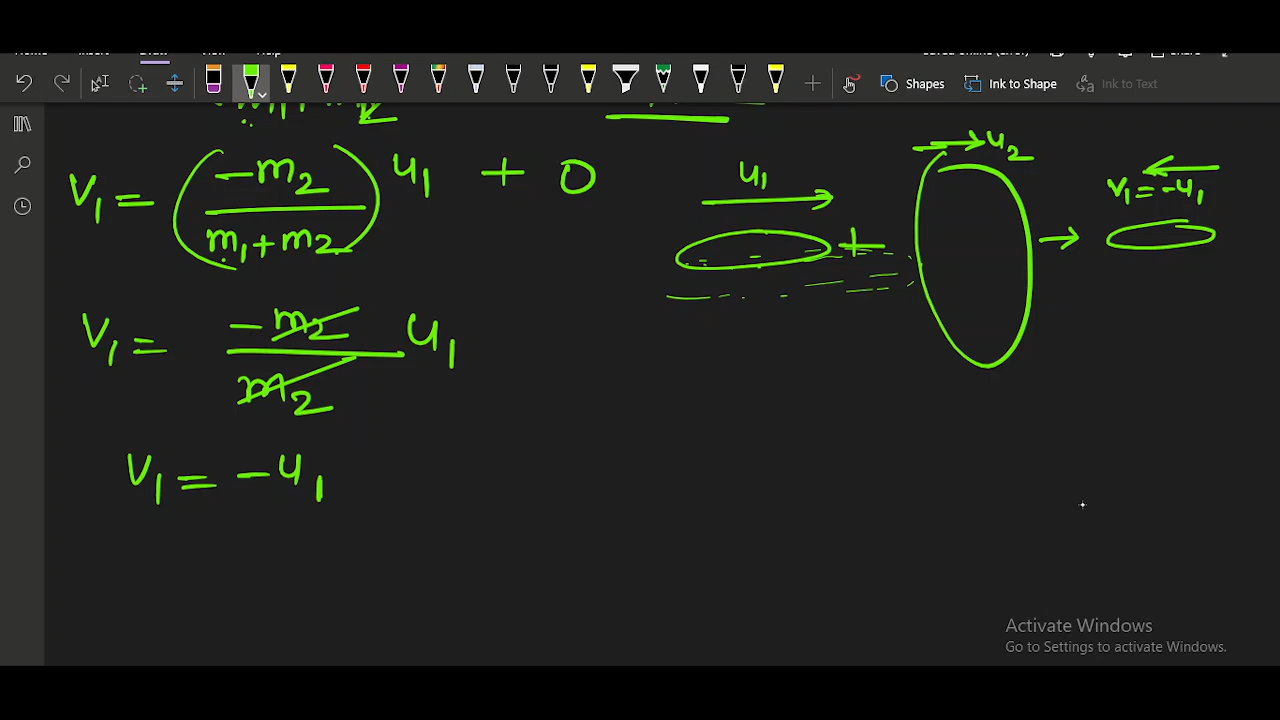 Shapes
Ink to Shape
Ink to Text
V1 = (-m2 / m1+m2) u1 + 0
u1
+
u2
v1 = -u1
V1 = -m2 / m2 u1
V1 = -u1
Activate Windows
Go to Settings to activate Windows.